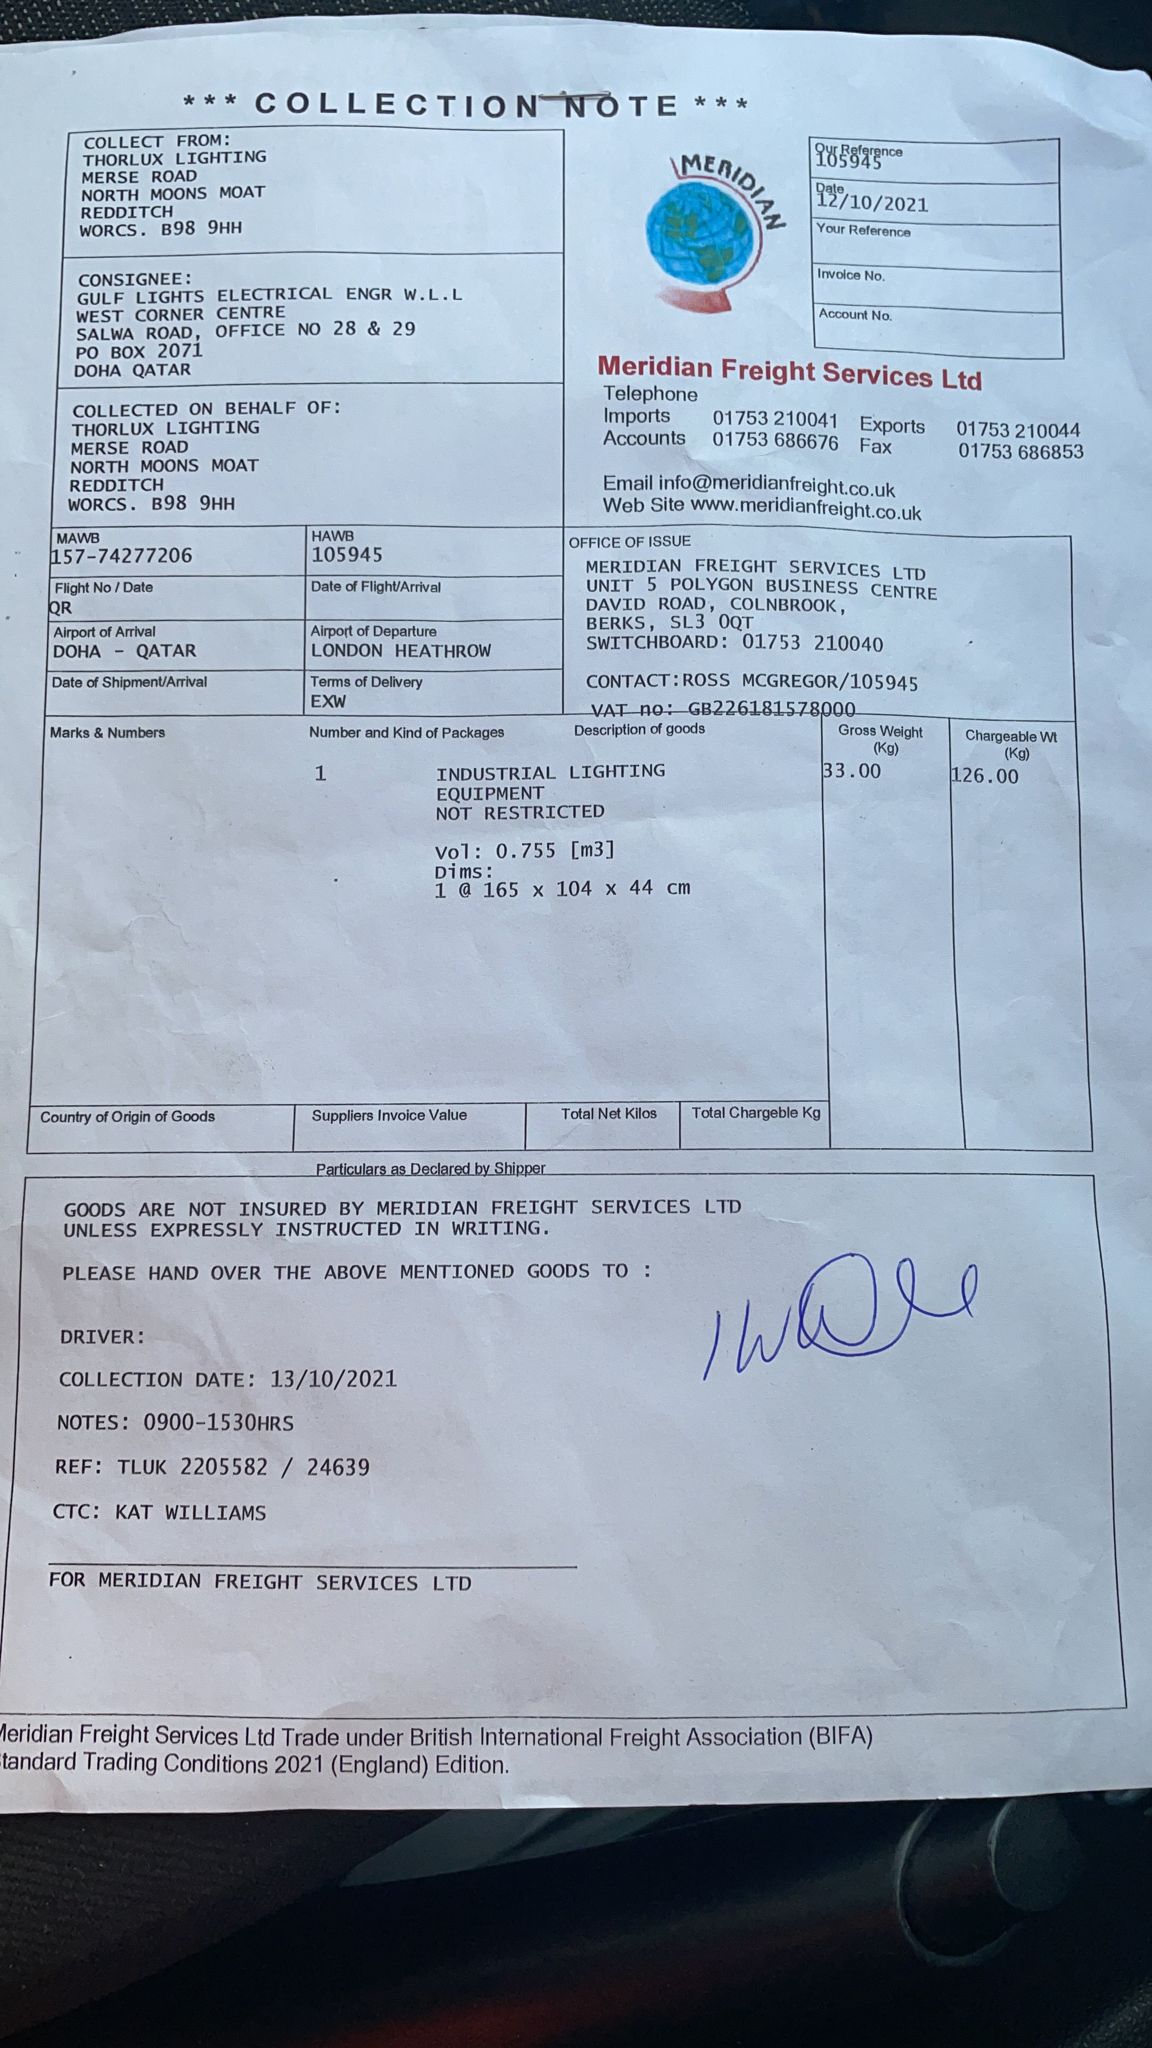 *** COLLECTION NOTE ***
COLLECT FROM:
THORLUX LIGHTING
MERSE ROAD
NORTH MOONS MOAT
REDDITCH
WORCS. B98 9HH
CONSIGNEE:
GULF LIGHTS ELECTRICAL ENGR W.L.L
WEST CORNER CENTRE
SALWA ROAD, OFFICE NO 28 & 29
PO BOX 2071
DOHA QATAR
COLLECTED ON BEHALF OF:
THORLUX LIGHTING
MERSE ROAD
NORTH MOONS MOAT
REDDITCH
WORCS. B98 9HH
MERIDIAN
Our Reference
105945
Date
12/10/2021
Your Reference
Invoice No.
Account No.
Meridian Freight Services Ltd
Telephone
Imports 01753 210041 Exports 01753 210044
Accounts 01753 686676 Fax 01753 686853
Email info@meridianfreight.co.uk
Web Site www.meridianfreight.co.uk
MAWB HAWB
157-74277206 105945
Flight No / Date Date of Flight/Arrival
QR
Airport of Arrival Airport of Departure
DOHA - QATAR LONDON HEATHROW
Date of Shipment/Arrival Terms of Delivery
EXW
OFFICE OF ISSUE
MERIDIAN FREIGHT SERVICES LTD
UNIT 5 POLYGON BUSINESS CENTRE
DAVID ROAD, COLNBROOK,
BERKS, SL3 0QT
SWITCHBOARD: 01753 210040
CONTACT:ROSS MCGREGOR/105945
VAT no: GB226181578000
Marks & Numbers Number and Kind of Packages Description of goods Gross Weight (Kg) Chargeable Wt (Kg)
1 INDUSTRIAL LIGHTING 33.00 126.00
EQUIPMENT
NOT RESTRICTED
Vol: 0.755 [m3]
Dims:
1 @ 165 x 104 x 44 cm
Country of Origin of Goods Suppliers Invoice Value Total Net Kilos Total Chargeble Kg
Particulars as Declared by Shipper
GOODS ARE NOT INSURED BY MERIDIAN FREIGHT SERVICES LTD
UNLESS EXPRESSLY INSTRUCTED IN WRITING.
PLEASE HAND OVER THE ABOVE MENTIONED GOODS TO :
DRIVER:
COLLECTION DATE: 13/10/2021
NOTES: 0900-1530HRS
REF: TLUK 2205582 / 24639
CTC: KAT WILLIAMS
FOR MERIDIAN FREIGHT SERVICES LTD
Meridian Freight Services Ltd Trade under British International Freight Association (BIFA)
Standard Trading Conditions 2021 (England) Edition.